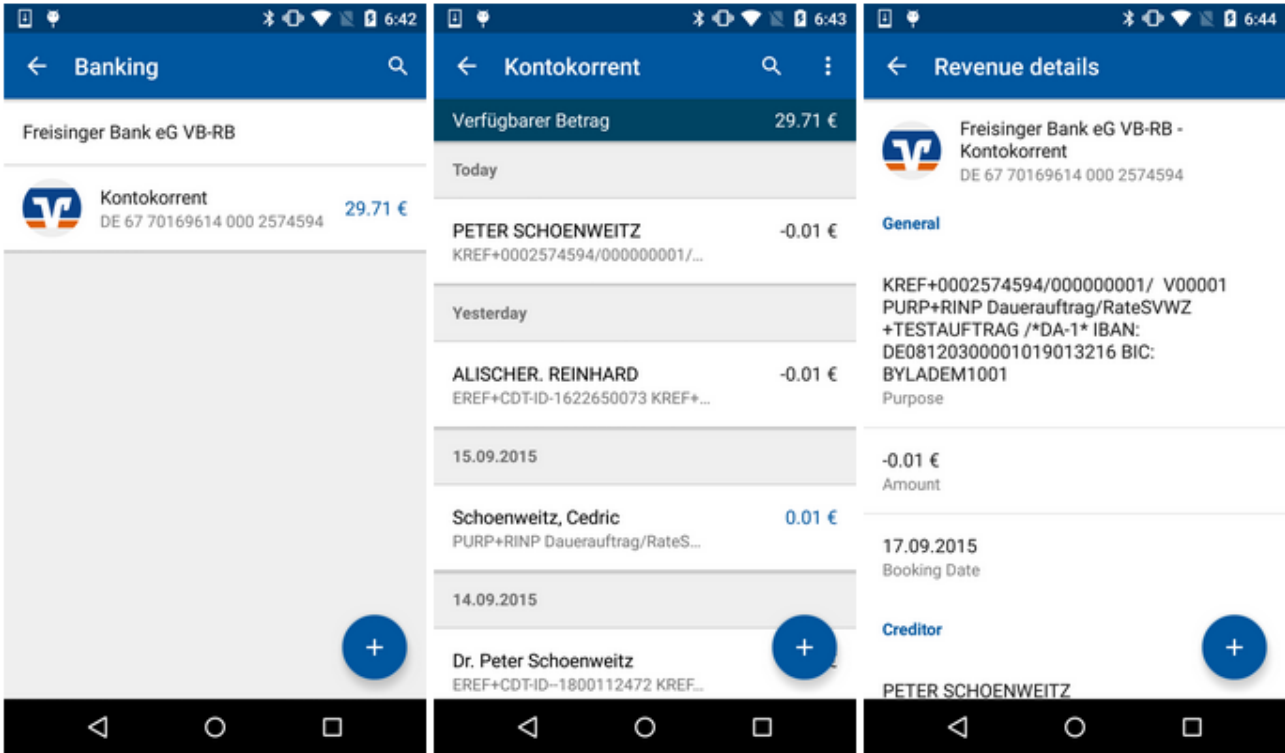 6:42
Banking
Freisinger Bank eG VB-RB
Kontokorrent
29.71 €
DE 67 70169614 000 2574594
6:43
Kontokorrent
Verfügbarer Betrag 29.71 €
Today
PETER SCHOENWEITZ -0.01 €
KREF+0002574594/000000001/...
Yesterday
ALISCHER. REINHARD -0.01 €
EREF+CDT-ID-1622650073 KREF+...
15.09.2015
Schoenweitz, Cedric 0.01 €
PURP+RINP Dauerauftrag/RateS...
14.09.2015
Dr. Peter Schoenweitz
EREF+CDT-ID--1800112472 KREF...
6:44
Revenue details
Freisinger Bank eG VB-RB -
Kontokorrent
DE 67 70169614 000 2574594
General
KREF+0002574594/000000001/ V00001
PURP+RINP Dauerauftrag/RateSVWZ
+TESTAUFTRAG /*DA-1* IBAN:
DE08120300001019013216 BIC:
BYLADEM1001
Purpose
-0.01 €
Amount
17.09.2015
Booking Date
Creditor
PETER SCHOENWEITZ